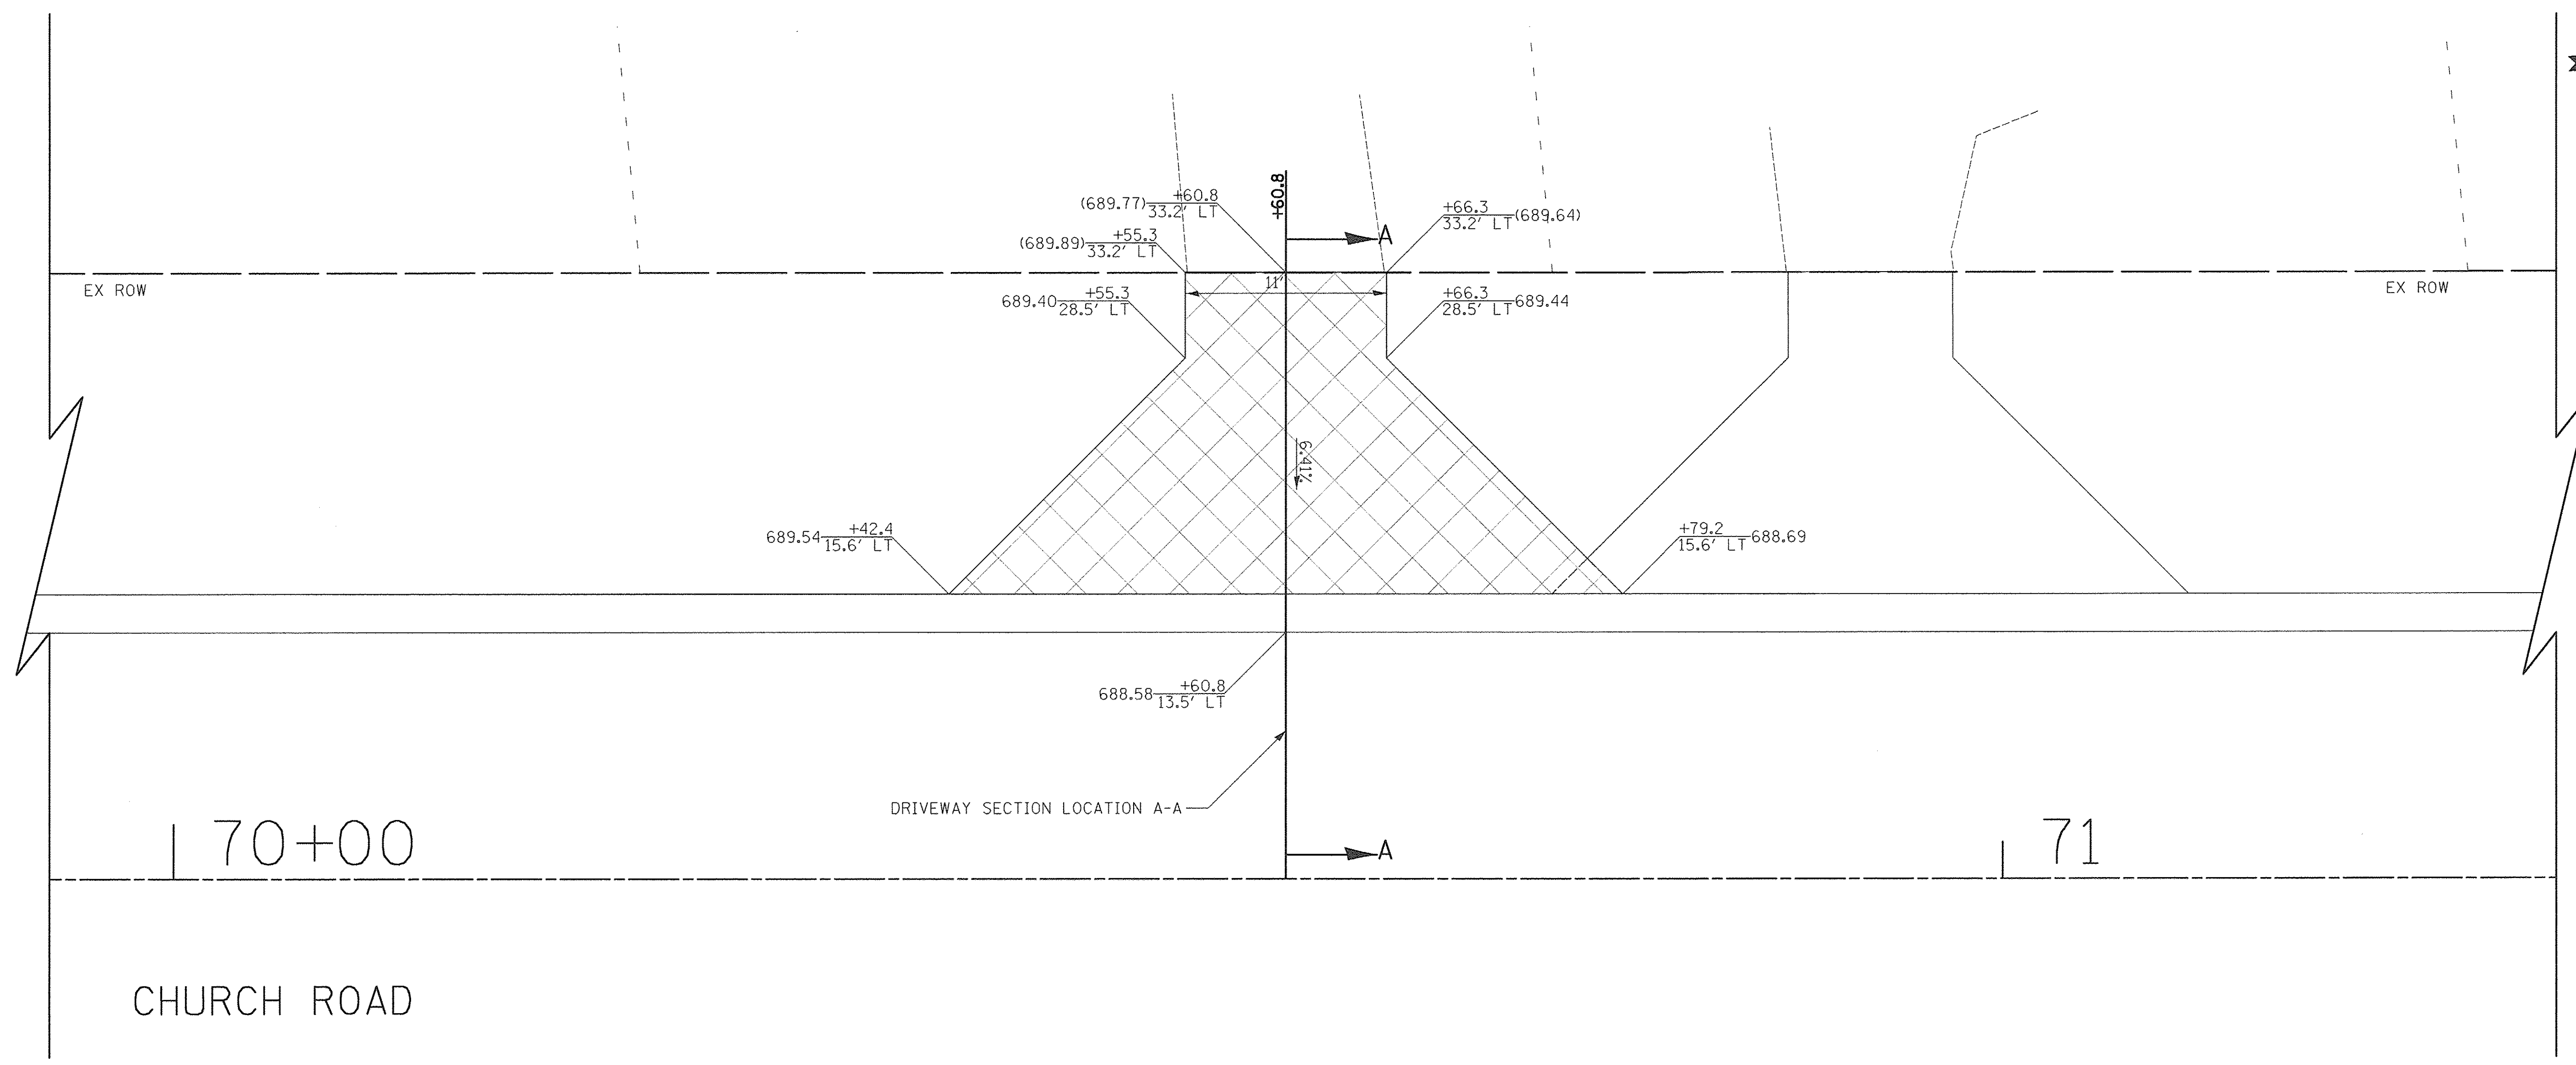 +60.8
(689.77) +60.8
33.2' LT
+66.3 (689.64)
33.2' LT
(689.89) +55.3
33.2' LT
A
EX ROW
11'
EX ROW
689.40 +55.3
28.5' LT
+66.3 689.44
28.5' LT
6.41%
689.54 +42.4
15.6' LT
+79.2 688.69
15.6' LT
688.58 +60.8
13.5' LT
DRIVEWAY SECTION LOCATION A-A
70+00
A
71
CHURCH ROAD